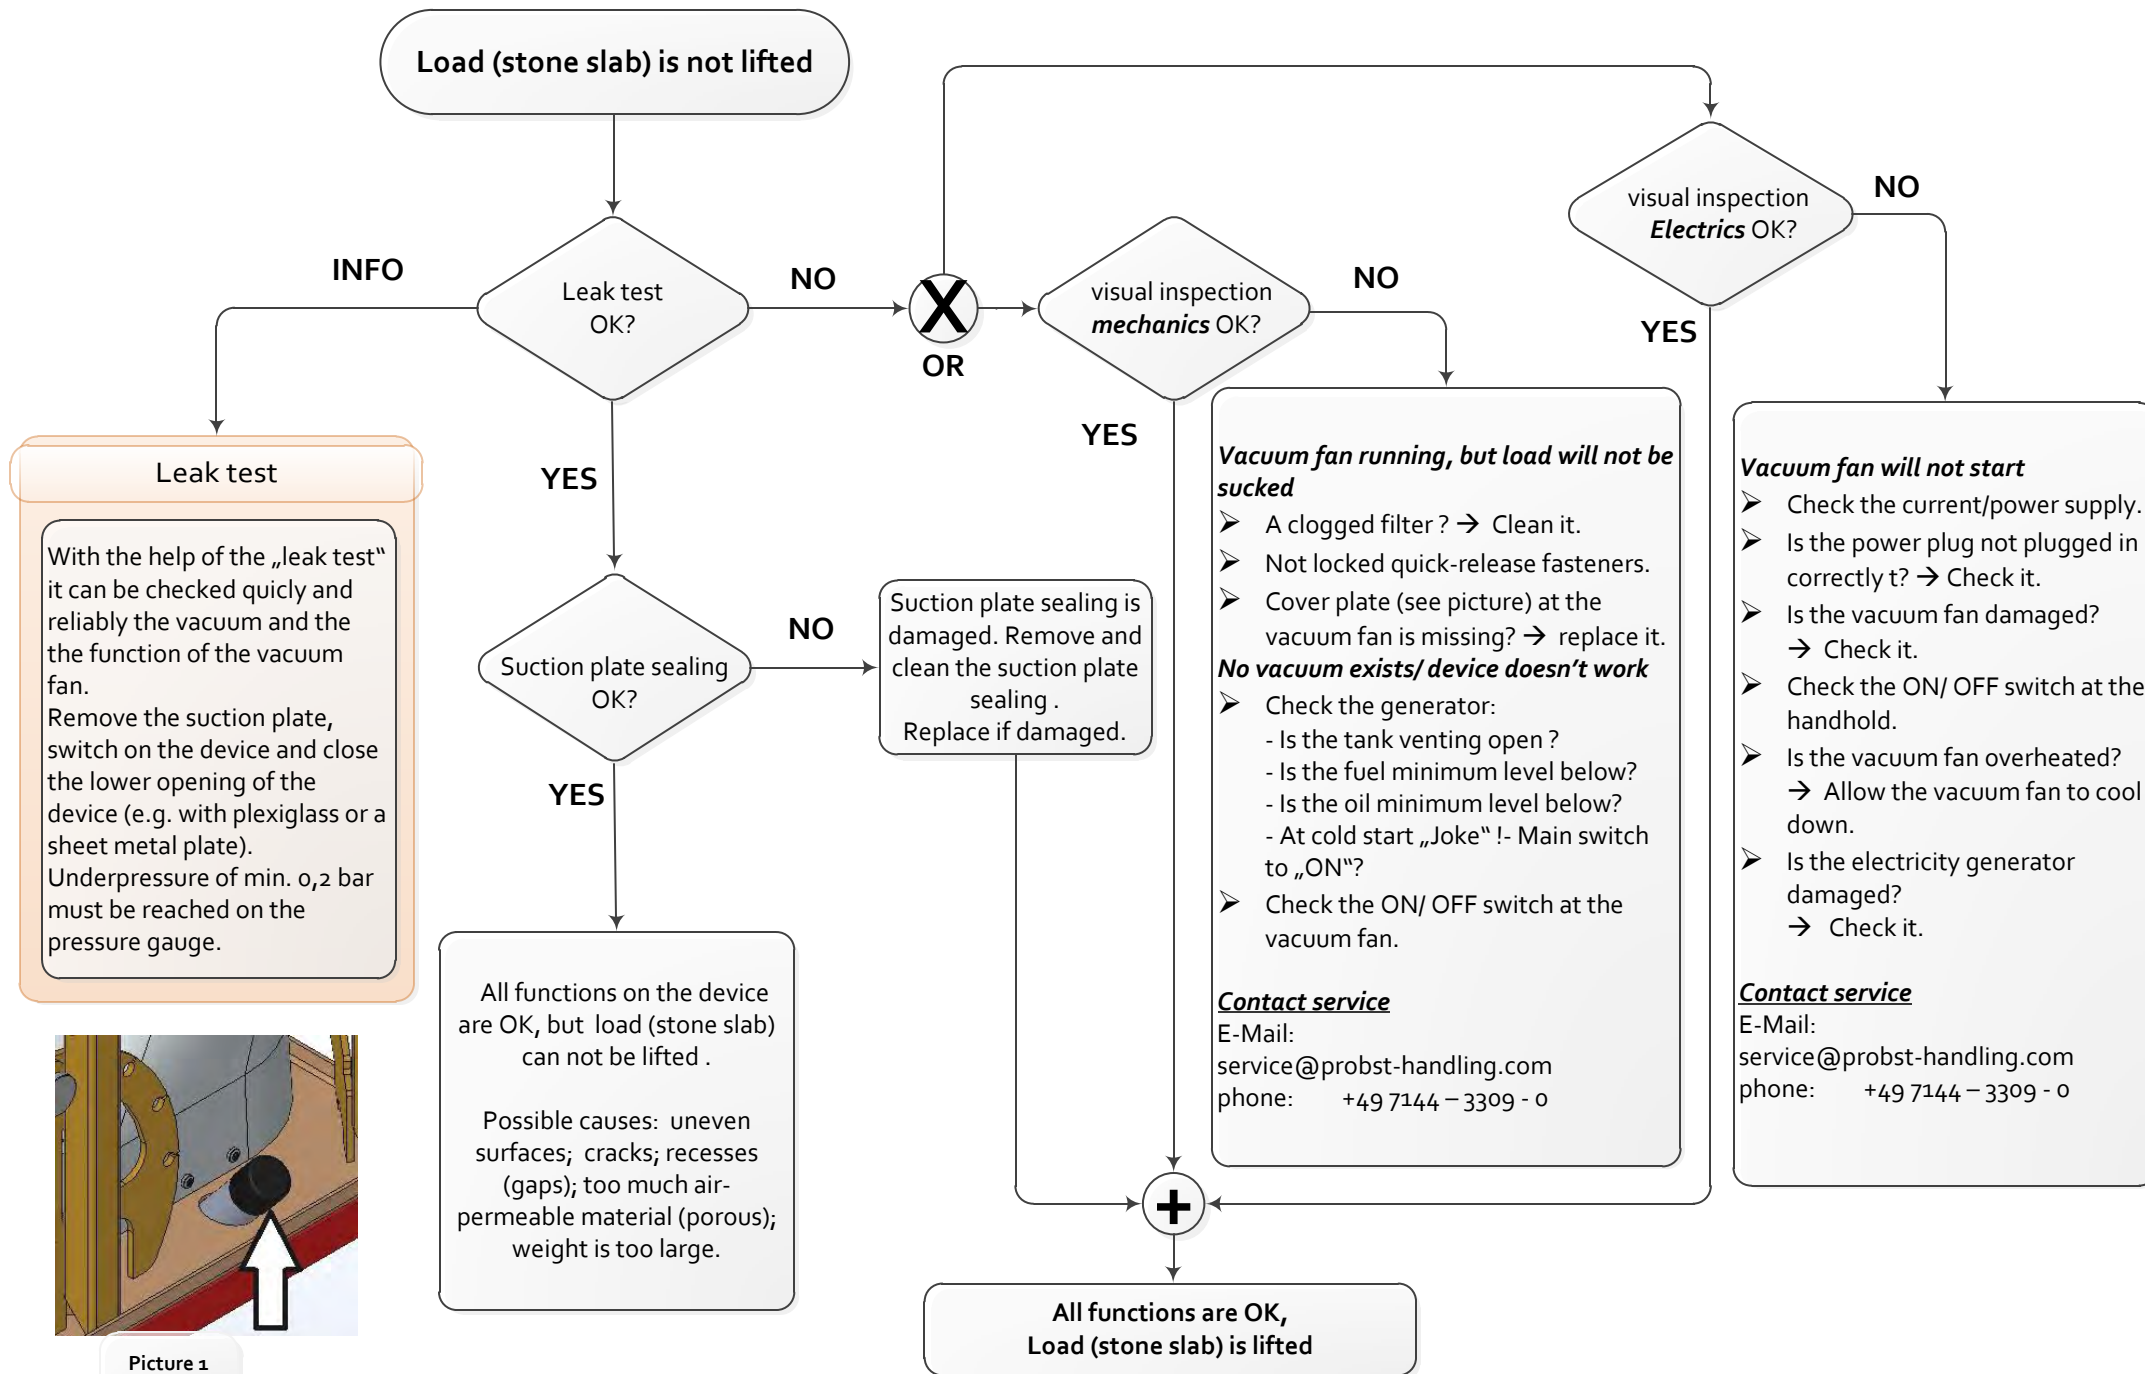 Load (stone slab) is not lifted
INFO
Leak test
OK?
NO
X
OR
visual inspection
mechanics OK?
NO
visual inspection
Electrics OK?
NO
YES
YES
YES
Leak test
With the help of the „leak test“
it can be checked quicly and
reliably the vacuum and the
the function of the vacuum
fan.
Remove the suction plate,
switch on the device and close
the lower opening of the
device (e.g. with plexiglass or a
sheet metal plate).
Underpressure of min. 0,2 bar
must be reached on the
pressure gauge.
Suction plate sealing
OK?
NO
YES
Suction plate sealing is
damaged. Remove and
clean the suction plate
sealing .
Replace if damaged.
All functions on the device
are OK, but load (stone slab)
can not be lifted .
Possible causes: uneven
surfaces; cracks; recesses
(gaps); too much air-
permeable material (porous);
weight is too large.
Vacuum fan running, but load will not be
sucked
➢ A clogged filter ? → Clean it.
➢ Not locked quick-release fasteners.
➢ Cover plate (see picture) at the
vacuum fan is missing? → replace it.
No vacuum exists/ device doesn’t work
➢ Check the generator:
- Is the tank venting open ?
- Is the fuel minimum level below?
- Is the oil minimum level below?
- At cold start „Joke“ !- Main switch
to „ON“?
➢ Check the ON/ OFF switch at the
vacuum fan.
Contact service
E-Mail:
service@probst-handling.com
phone: +49 7144 – 3309 - 0
Vacuum fan will not start
➢ Check the current/power supply.
➢ Is the power plug not plugged in
correctly t? → Check it.
➢ Is the vacuum fan damaged?
→ Check it.
➢ Check the ON/ OFF switch at the
handhold.
➢ Is the vacuum fan overheated?
→ Allow the vacuum fan to cool
down.
➢ Is the electricity generator
damaged?
→ Check it.
Contact service
E-Mail:
service@probst-handling.com
phone: +49 7144 – 3309 - 0
+
All functions are OK,
Load (stone slab) is lifted
Picture 1